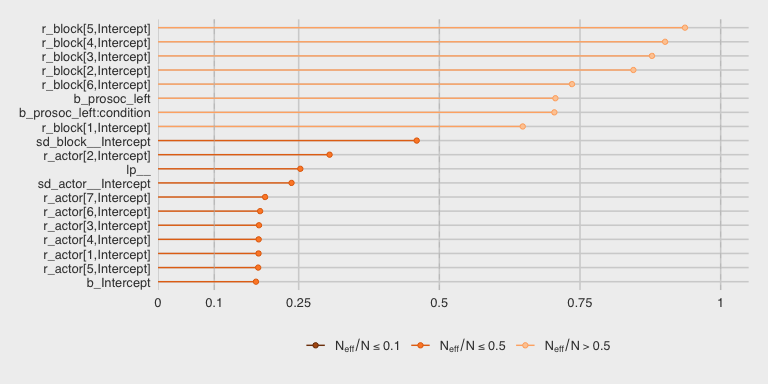 r_block[5,Intercept]
r_block[4,Intercept]
r_block[3,Intercept]
r_block[2,Intercept]
r_block[6,Intercept]
b_prosoc_left
b_prosoc_left:condition
r_block[1,Intercept]
sd_block__Intercept
r_actor[2,Intercept]
lp__
sd_actor__Intercept
r_actor[7,Intercept]
r_actor[6,Intercept]
r_actor[3,Intercept]
r_actor[4,Intercept]
r_actor[1,Intercept]
r_actor[5,Intercept]
b_Intercept
0 0.1 0.25 0.5 0.75 1
Neff/N ≤ 0.1 Neff/N ≤ 0.5 Neff/N > 0.5